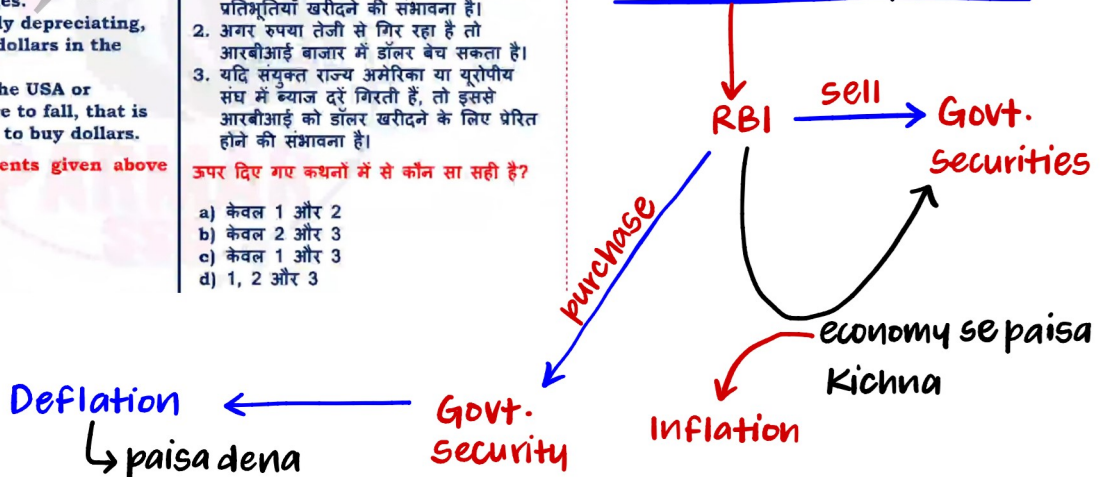 es.
ly depreciating,
dollars in the
he USA or
e to fall, that is
to buy dollars.
ents given above
प्रतिभूतियां खरीदने की संभावना है।
2. अगर रुपया तेजी से गिर रहा है तो
आरबीआई बाजार में डॉलर बेच सकता है।
3. यदि संयुक्त राज्य अमेरिका या यूरोपीय
संघ में ब्याज दरें गिरती हैं, तो इससे
आरबीआई को डॉलर खरीदने के लिए प्रेरित
होने की संभावना है।
ऊपर दिए गए कथनों में से कौन सा सही है?
a) केवल 1 और 2
b) केवल 2 और 3
c) केवल 1 और 3
d) 1, 2 और 3
RBI
sell
Govt.
securities
purchase
economy se paisa
Kichna
Inflation
Govt.
security
Deflation
paisa dena